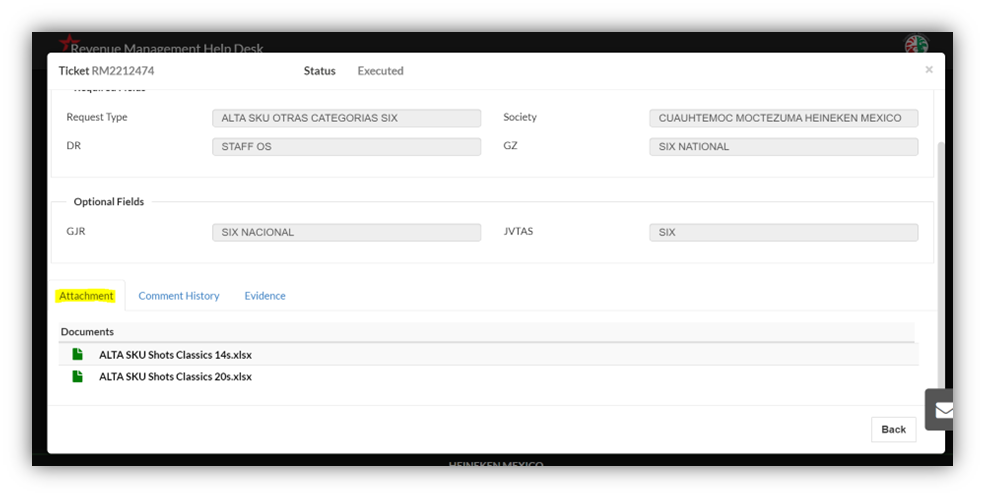 Revenue Management Help Desk
Ticket RM2212474 Status Executed ×
Required Fields
Request Type ALTA SKU OTRAS CATEGORIAS SIX Society CUAUHTEMOC MOCTEZUMA HEINEKEN MEXICO
DR STAFF OS GZ SIX NATIONAL
Optional Fields
GJR SIX NACIONAL JVTAS SIX
Attachment Comment History Evidence
Documents
ALTA SKU Shots Classics 14s.xlsx
ALTA SKU Shots Classics 20s.xlsx
Back
HEINEKEN MEXICO